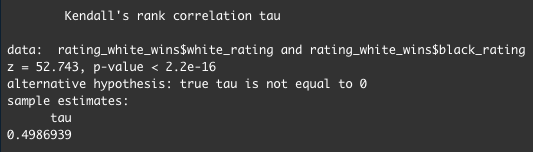 Kendall's rank correlation tau
data:  rating_white_wins$white_rating and rating_white_wins$black_rating
z = 52.743, p-value < 2.2e-16
alternative hypothesis: true tau is not equal to 0
sample estimates:
tau
0.4986939